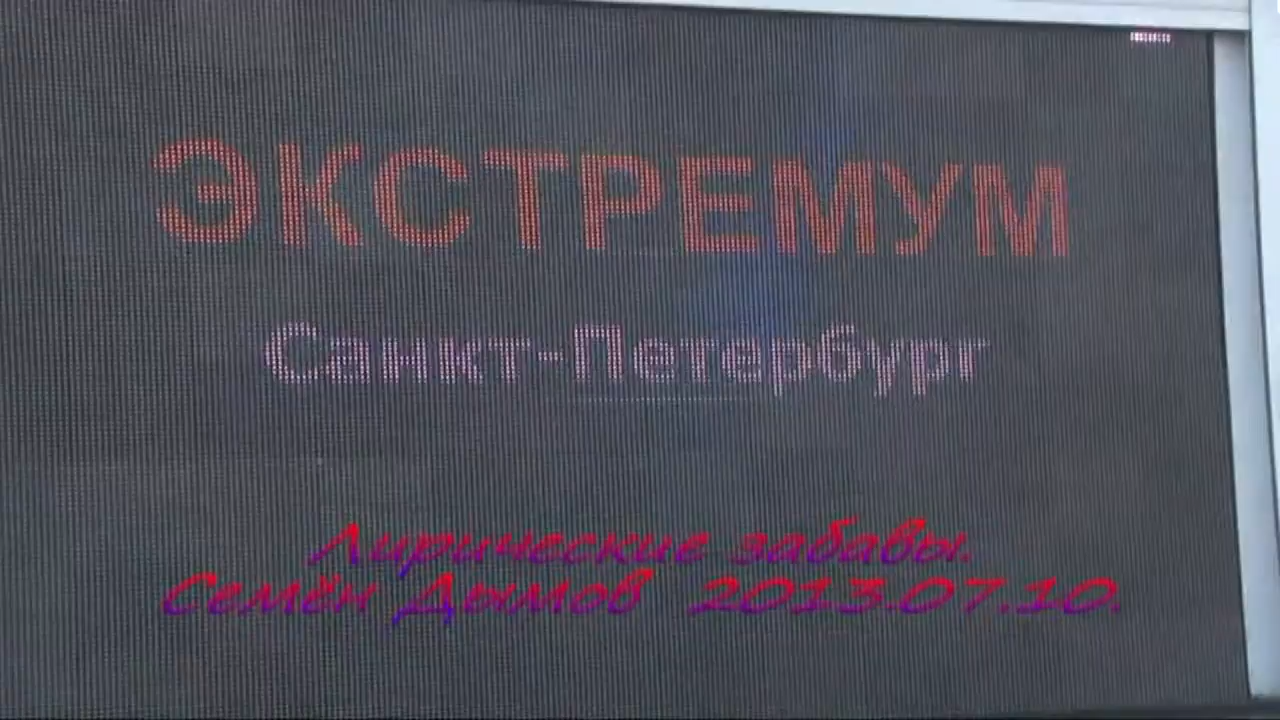 ЭКСТРЕМУМ
Санкт-Петербург
Лирические забавы.
Семён Дымов 2013.07.10.